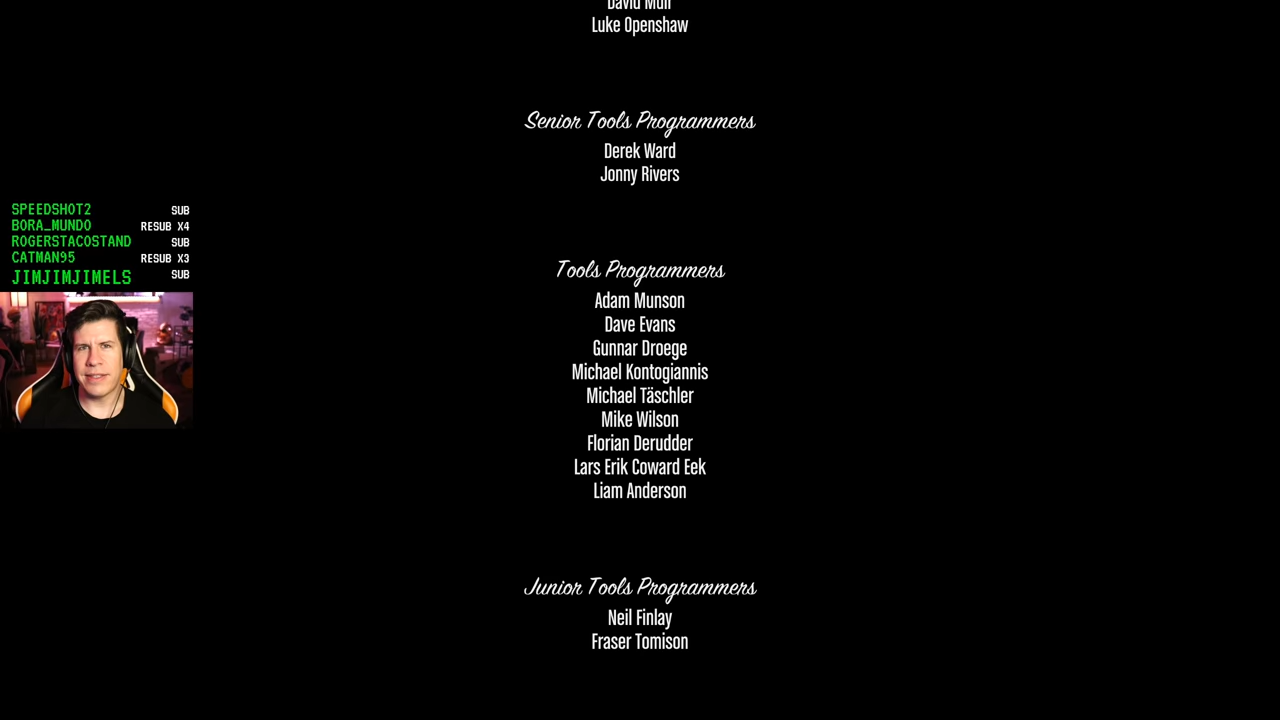 David Muir
Luke Openshaw
Senior Tools Programmers
Derek Ward
Jonny Rivers
SPEEDSHOT2 SUB
BORA_MUNDO RESUB X4
ROGERSTACOSTAND SUB
CATMAN95 RESUB X3
JIMJIMJIMELS SUB
Tools Programmers
Adam Munson
Dave Evans
Gunnar Droege
Michael Kontogiannis
Michael Täschler
Mike Wilson
Florian Derudder
Lars Erik Coward Eek
Liam Anderson
Junior Tools Programmers
Neil Finlay
Fraser Tomison